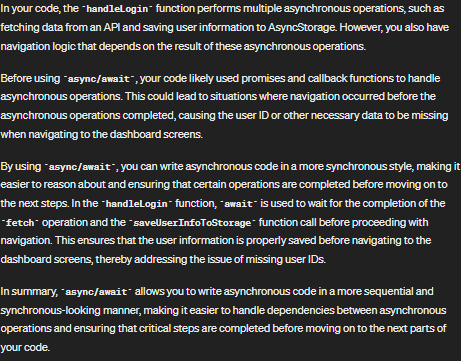 In your code, the `handleLogin` function performs multiple asynchronous operations, such as
fetching data from an API and saving user information to AsyncStorage. However, you also have
navigation logic that depends on the result of these asynchronous operations.
Before using `async/await`, your code likely used promises and callback functions to handle
asynchronous operations. This could lead to situations where navigation occurred before the
asynchronous operations completed, causing the user ID or other necessary data to be missing
when navigating to the dashboard screens.
By using `async/await`, you can write asynchronous code in a more synchronous style, making it
easier to reason about and ensuring that certain operations are completed before moving on to
the next steps. In the `handleLogin` function, `await` is used to wait for the completion of the
`fetch` operation and the `saveUserInfoToStorage` function call before proceeding with
navigation. This ensures that the user information is properly saved before navigating to the
dashboard screens, thereby addressing the issue of missing user IDs.
In summary, `async/await` allows you to write asynchronous code in a more sequential and
synchronous-looking manner, making it easier to handle dependencies between asynchronous
operations and ensuring that critical steps are completed before moving on to the next parts of
your code.